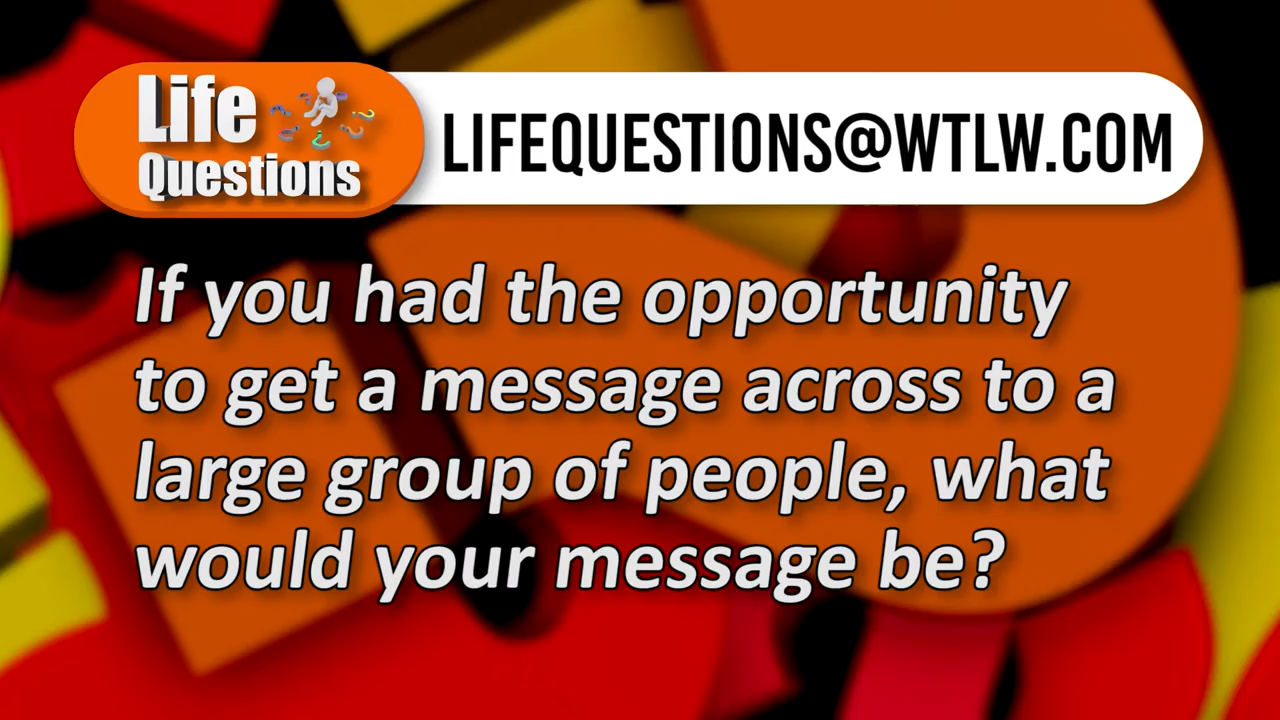 Life
Questions
LIFEQUESTIONS@WTLW.COM
If you had the opportunity
to get a message across to a
large group of people, what
would your message be?